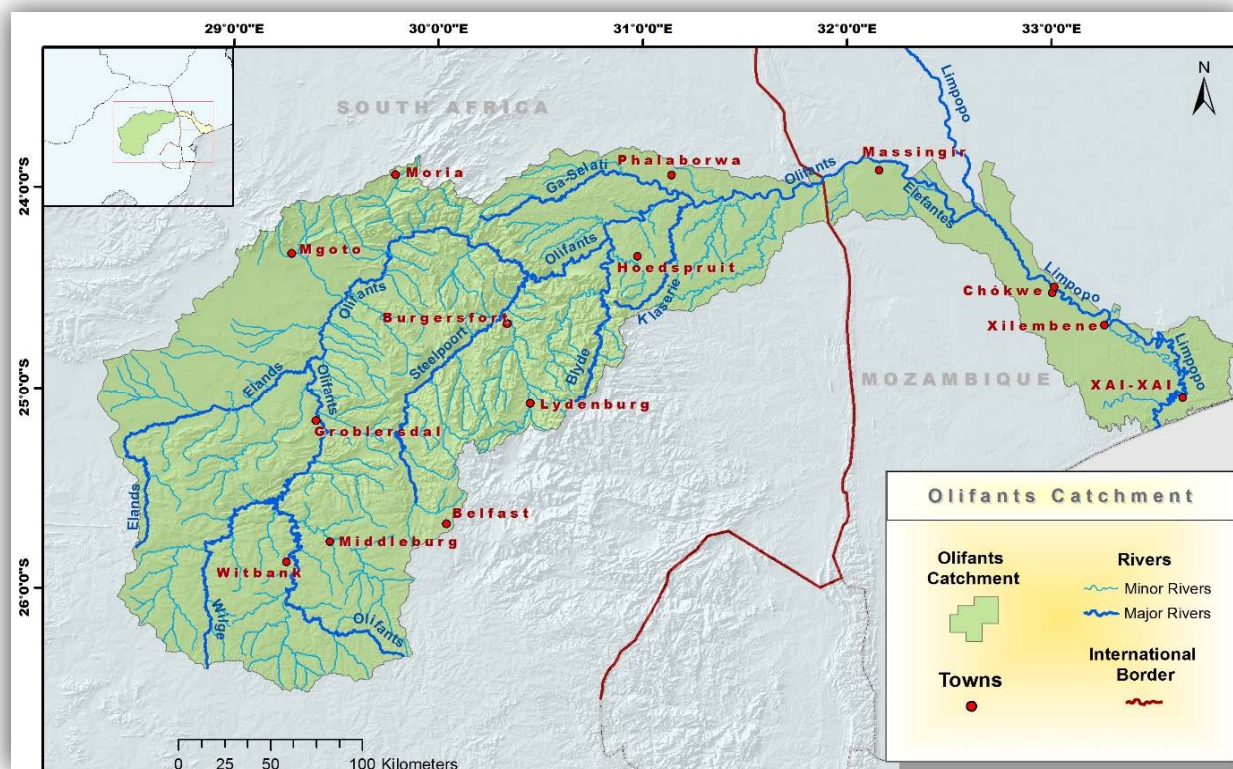 29°0'0"E
30°0'0"E
31°0'0"E
32°0'0"E
33°0'0"E
24°0'0"S
25°0'0"S
26°0'0"S
N
SOUTH AFRICA
MOZAMBIQUE
Limpopo
Massingir
Phalaborwa
Olifants
Ga-Selati
Moria
Elefantes
Mgoto
Olifants
Hoedspruit
Limpopo
Chókwe
Olifants
Klaserie
Burgersfort
Xilembene
Steelpoort
Limpopo
Elands
Olifants
Blyde
XAI-XAI
Lydenburg
Groblersdal
Elands
Belfast
Middleburg
Witbank
Wilge
Olifants
0 25 50 100 Kilometers
Olifants Catchment
Olifants
Catchment
Rivers
Minor Rivers
Major Rivers
Towns
International
Border